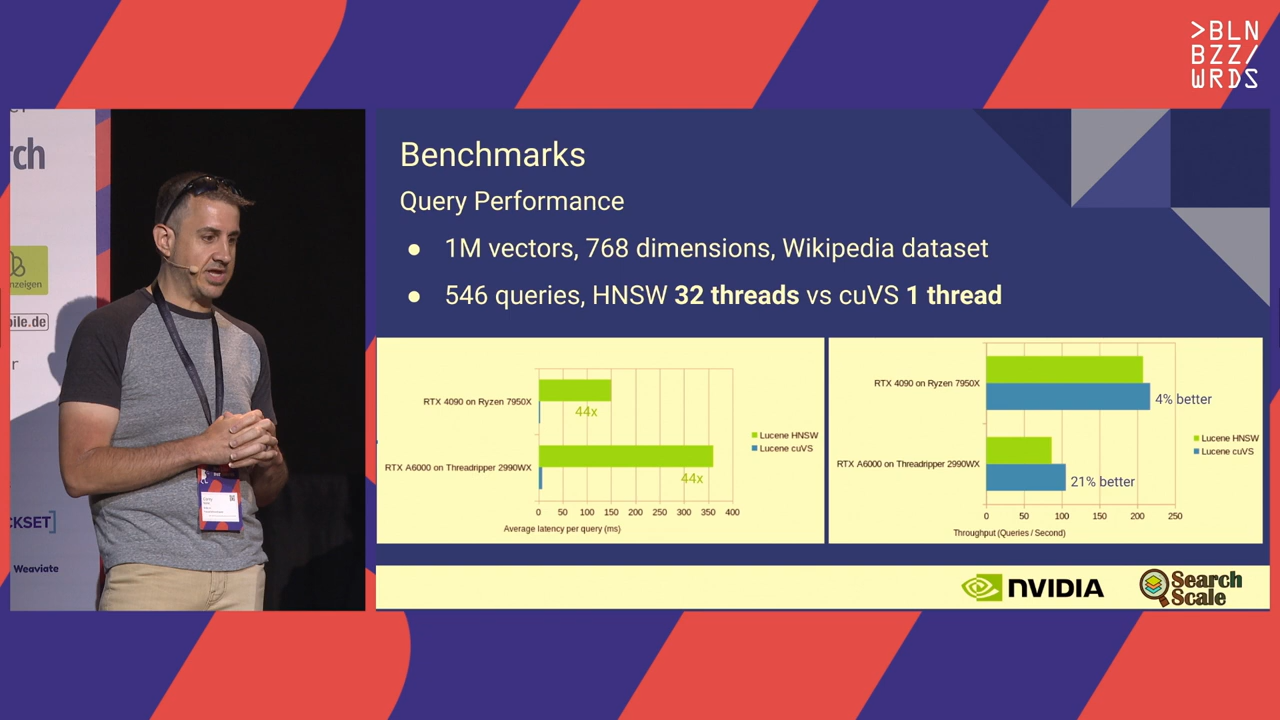 >BLN
BZZ/
WRDS
rch
nzeigen
bile.de
r
CKSET]
Weaviate
Benchmarks
Query Performance
● 1M vectors, 768 dimensions, Wikipedia dataset
● 546 queries, HNSW 32 threads vs cuVS 1 thread
RTX 4090 on Ryzen 7950X
44x
RTX A6000 on Threadripper 2990WX
44x
0 50 100 150 200 250 300 350 400
Average latency per query (ms)
Lucene HNSW
Lucene cuVS
RTX 4090 on Ryzen 7950X
4% better
RTX A6000 on Threadripper 2990WX
21% better
0 50 100 150 200 250
Throughput (Queries / Second)
Lucene HNSW
Lucene cuVS
NVIDIA
Search
Scale